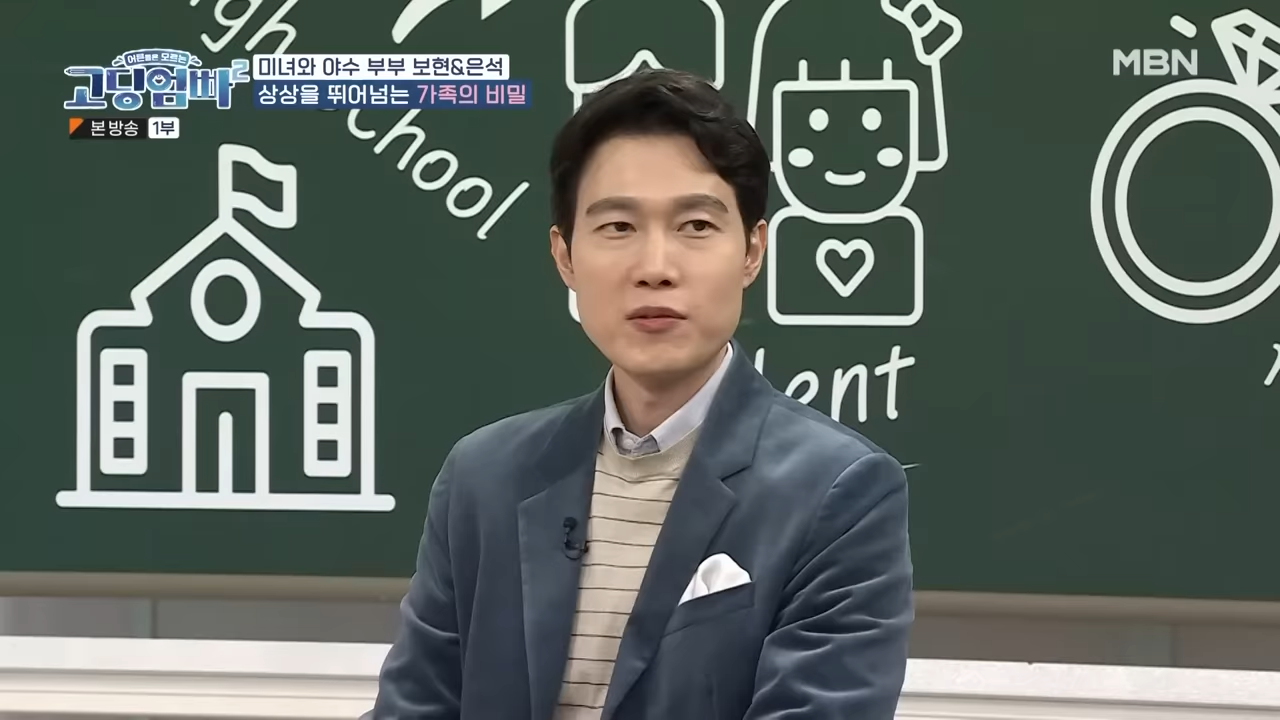 어른들은 모르는
고딩엄빠2
미녀와 야수 부부 보현&은석
상상을 뛰어넘는 가족의 비밀
본 방송 1부
MBN
gh
chool
dent